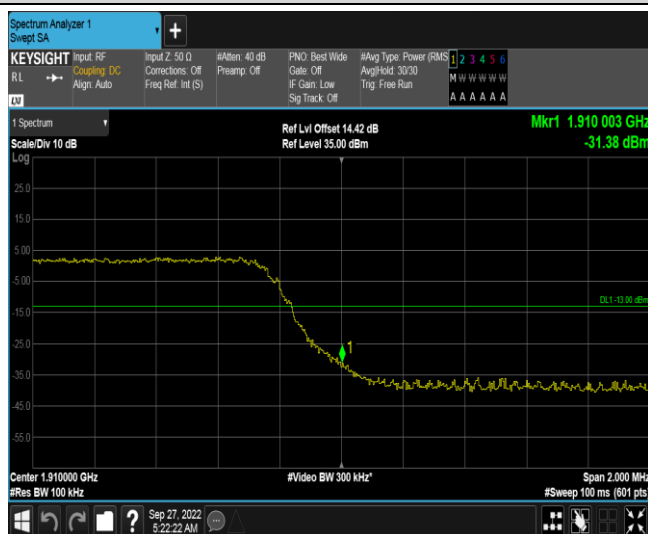 Spectrum Analyzer 1
Swept SA
+
KEYSIGHT
RL
LXI
Input: RF
Coupling: DC
Align: Auto
Input Z: 50 Ω
Corrections: Off
Freq Ref: Int (S)
#Atten: 40 dB
Preamp: Off
PNO: Best Wide
Gate: Off
IF Gain: Low
Sig Track: Off
#Avg Type: Power (RMS
Avg|Hold: 30/30
Trig: Free Run
1 2 3 4 5 6
M W W W W W
A A A A A A
1 Spectrum
Scale/Div 10 dB
Ref Lvl Offset 14.42 dB
Ref Level 35.00 dBm
Mkr1 1.910 003 GHz
-31.38 dBm
Log
25.0
15.0
5.00
-5.00
DL1 -13.00 dBm
-15.0
-25.0
1
-35.0
-45.0
-55.0
Center 1.910000 GHz
#Video BW 300 kHz*
Span 2.000 MHz
#Res BW 100 kHz
#Sweep 100 ms (601 pts)
?
Sep 27, 2022
5:22:22 AM